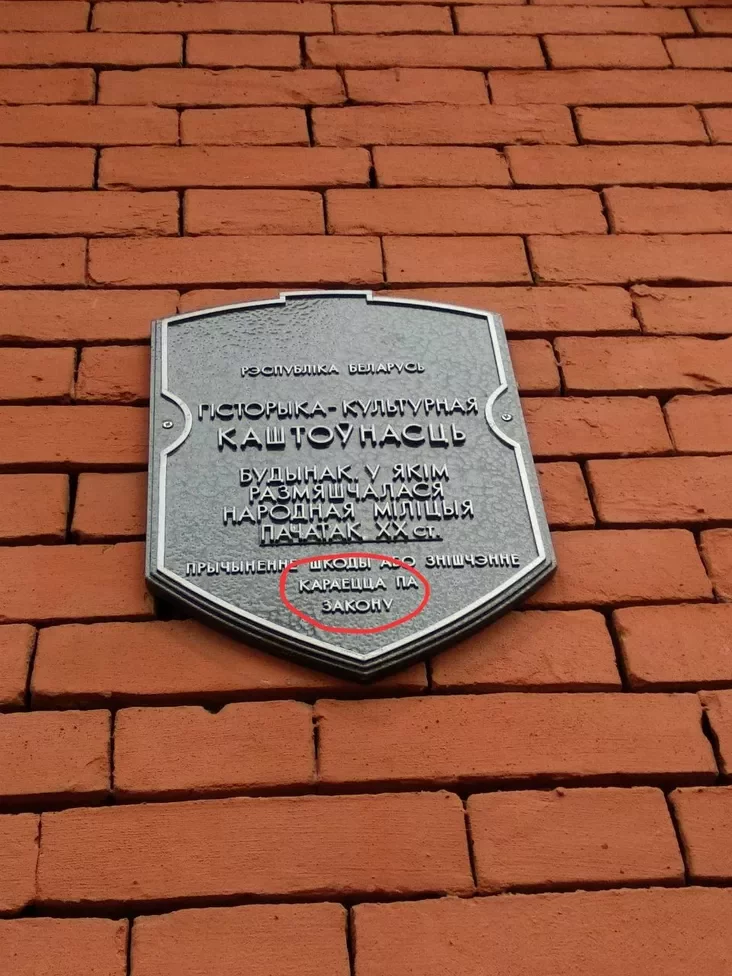 РЭСПУБЛІКА БЕЛАРУСЬ
ГІСТОРЫКА-КУЛЬТУРНАЯ
КАШТОЎНАСЦЬ
БУДЫНАК, У ЯКІМ
РАЗМЯШЧАЛАСЯ
НАРОДНАЯ МІЛІЦЫЯ
ПАЧАТАК XX СТ.
ПРЫЧЫНЕННЕ ШКОДЫ АБО ЗНІШЧЭННЕ
КАРАЕЦЦА ПА
ЗАКОНУ